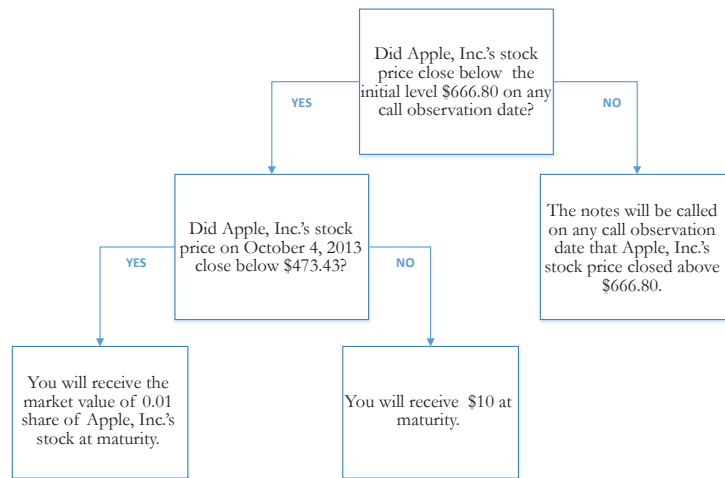 Did Apple, Inc.'s stock
price close below the
initial level $666.80 on any
call observation date?
YES
NO
Did Apple, Inc.'s stock
price on October 4, 2013
close below $473.43?
The notes will be called
on any call observation
date that Apple, Inc.'s
stock price closed above
$666.80.
YES
NO
You will receive the
market value of 0.01
share of Apple, Inc.'s
stock at maturity.
You will receive $10 at
maturity.